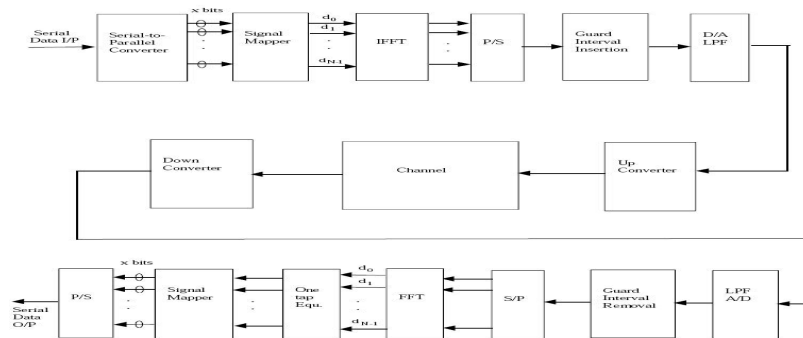 x bits
Serial
Data I/P
Serial-to-
Parallel
Converter
Signal
Mapper
d0
d1
dN-1
IFFT
P/S
Guard
Interval
Insertion
D/A
LPF
Down
Converter
Channel
Up
Converter
x bits
P/S
Serial
Data
O/P
Signal
Mapper
One
tap
Equ.
d0
d1
dN-1
FFT
S/P
Guard
Interval
Removal
LPF
A/D